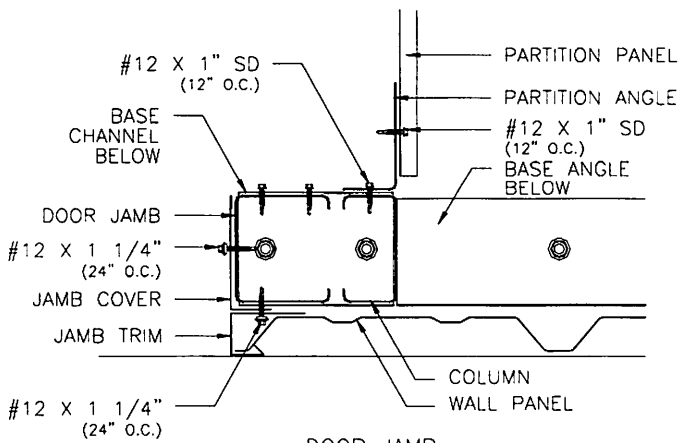 #12 X 1" SD
(12" O.C.)
BASE
CHANNEL
BELOW
DOOR JAMB
#12 X 1 1/4"
(24" O.C.)
JAMB COVER
JAMB TRIM
#12 X 1 1/4"
(24" O.C.)
PARTITION PANEL
PARTITION ANGLE
#12 X 1" SD
(12" O.C.)
BASE ANGLE
BELOW
COLUMN
WALL PANEL
DOOR JAMB